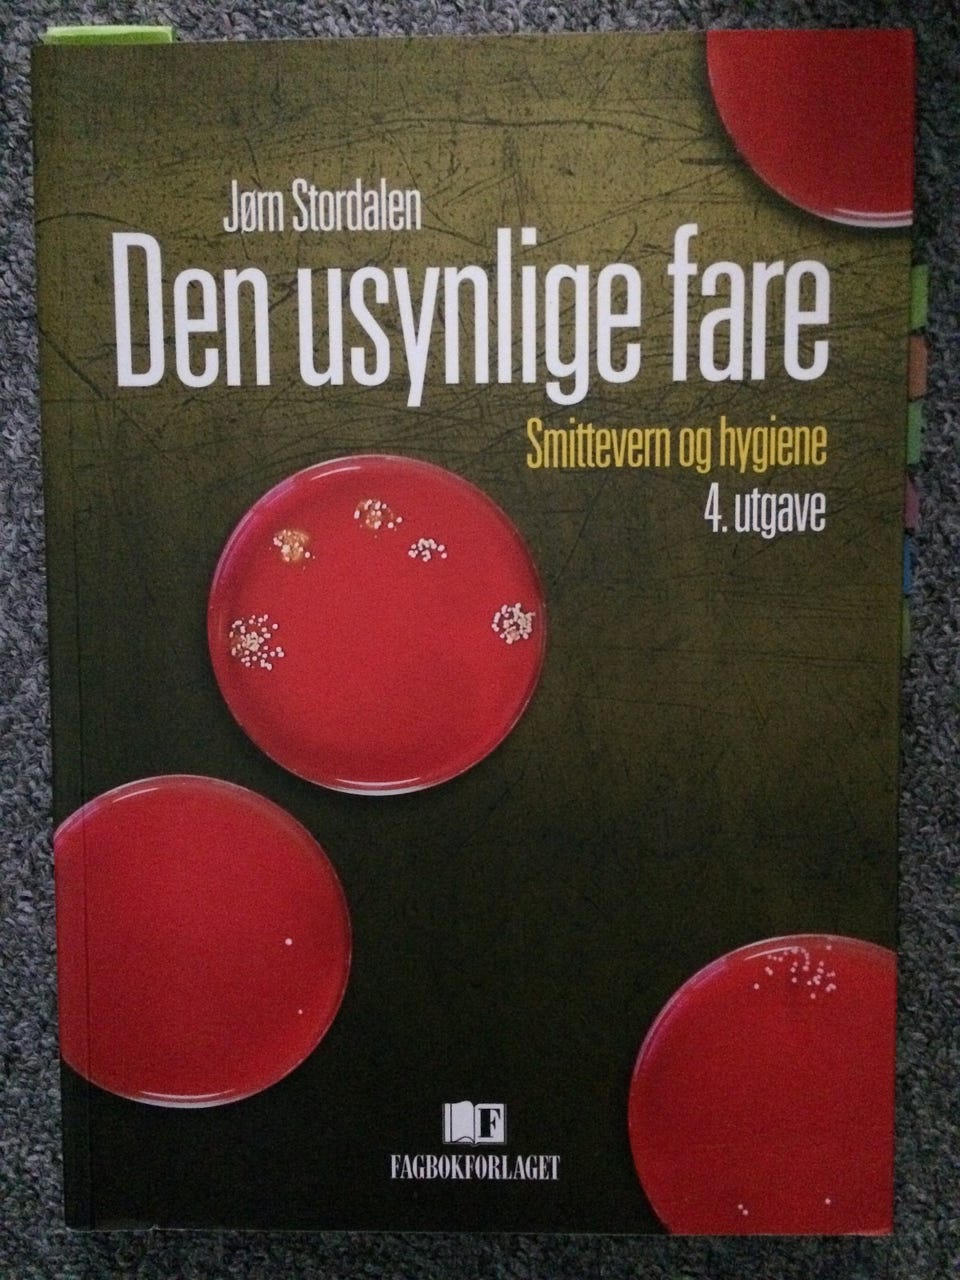 Jørn Stordalen
Den usynlige fare
Smittevern og hygiene
4. utgave
F
FAGBOKFORLAGET